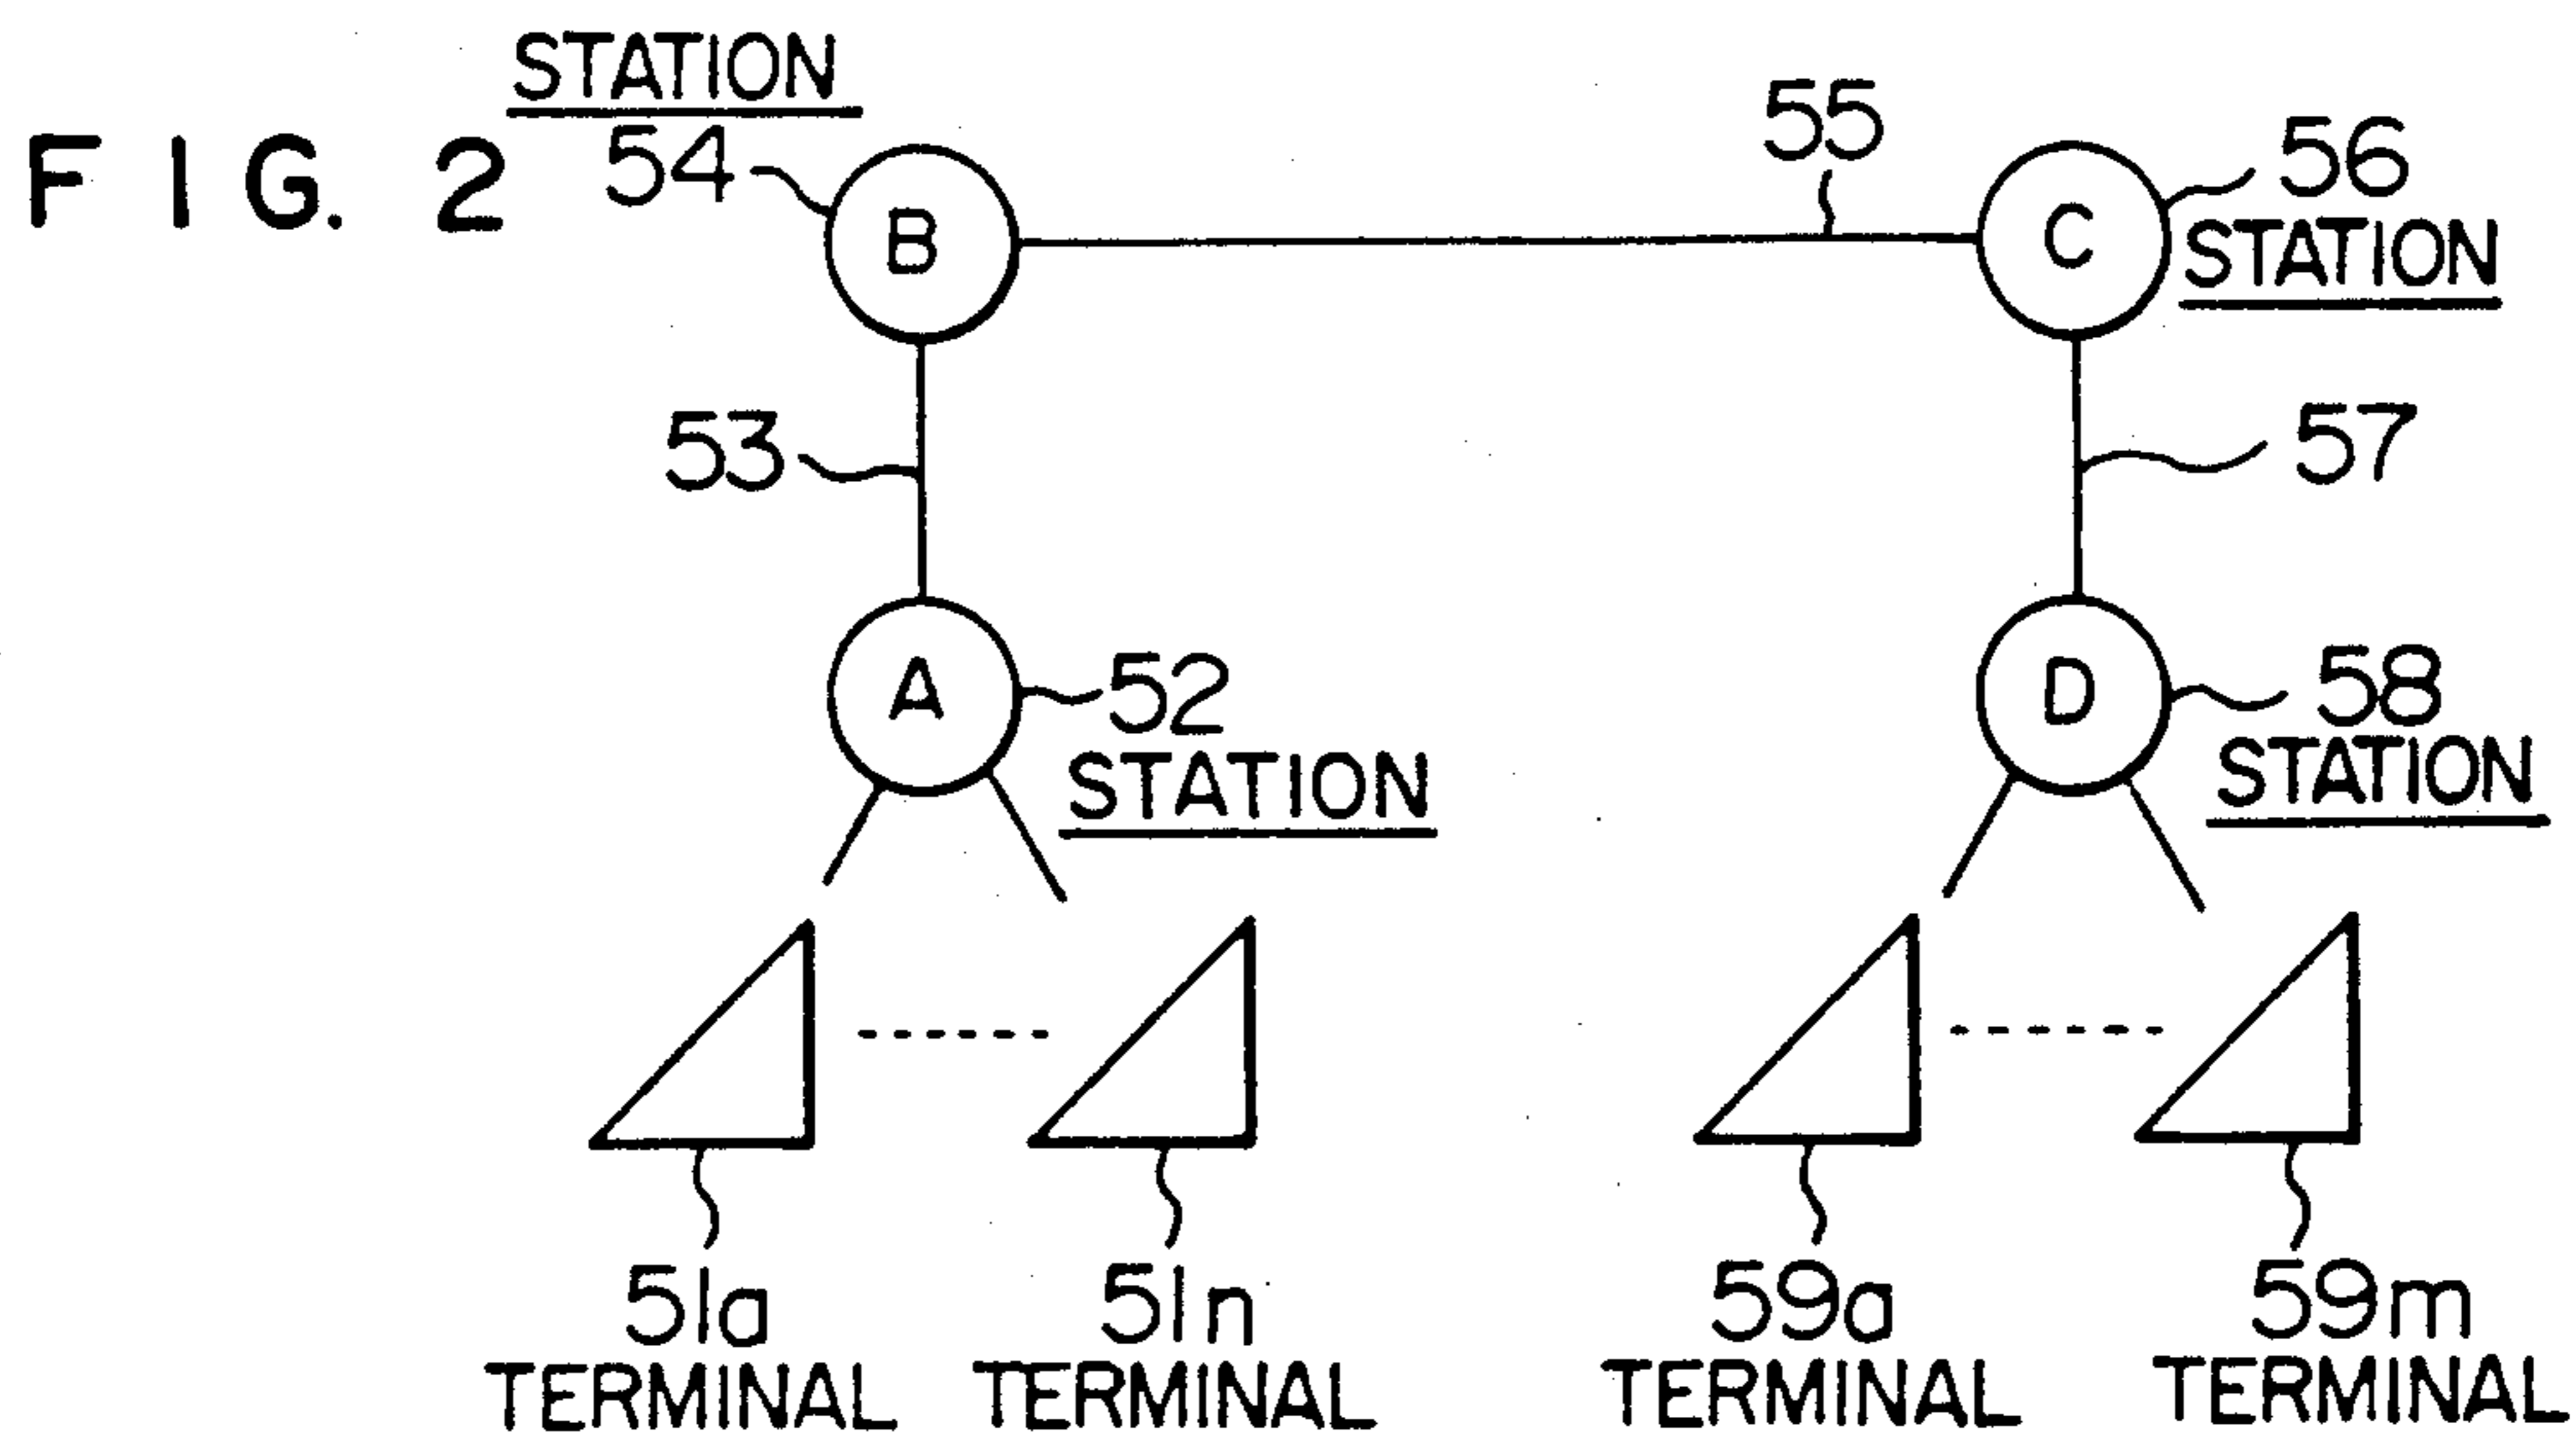 FIG. 2
STATION
54
B
55
C
56
STATION
53
57
A
52
STATION
D
58
STATION
51a
TERMINAL
51n
TERMINAL
59a
TERMINAL
59m
TERMINAL